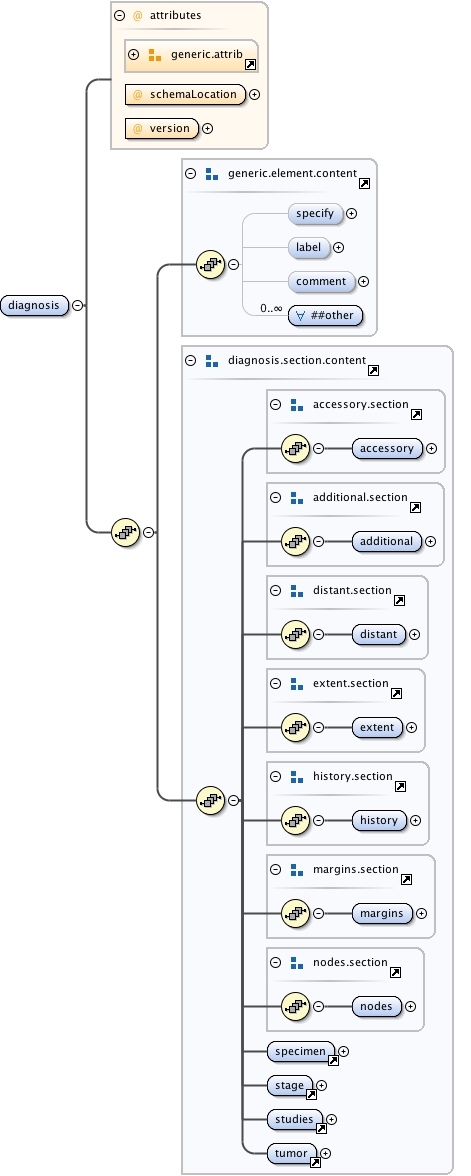 @ attributes
generic.attrib
@ schemaLocation
@ version
generic.element.content
specify
label
comment
0..∞
∀ ##other
diagnosis
diagnosis.section.content
accessory.section
accessory
additional.section
additional
distant.section
distant
extent.section
extent
history.section
history
margins.section
margins
nodes.section
nodes
specimen
stage
studies
tumor